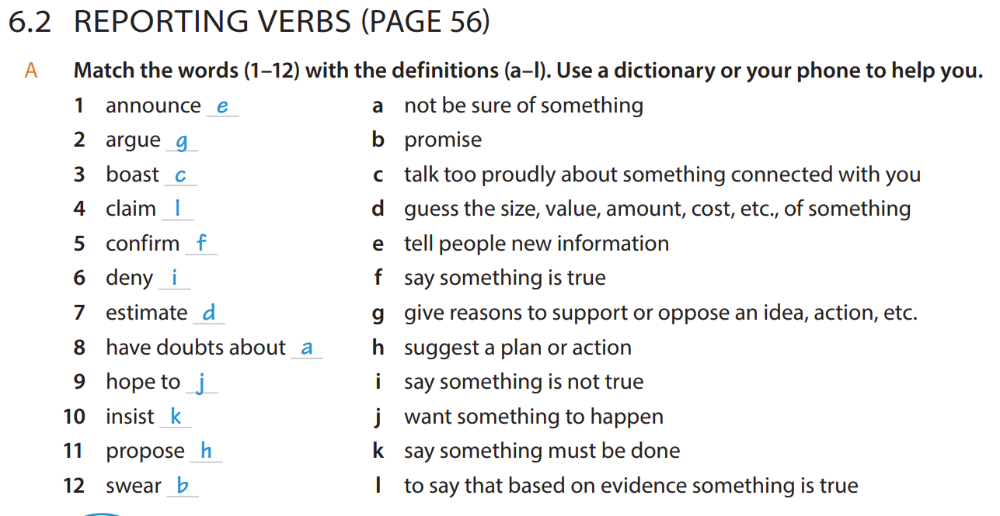 6.2 REPORTING VERBS (PAGE 56)
A Match the words (1–12) with the definitions (a–l). Use a dictionary or your phone to help you.
1 announce e a not be sure of something
2 argue g b promise
3 boast c c talk too proudly about something connected with you
4 claim l d guess the size, value, amount, cost, etc., of something
5 confirm f e tell people new information
6 deny i f say something is true
7 estimate d g give reasons to support or oppose an idea, action, etc.
8 have doubts about a h suggest a plan or action
9 hope to j i say something is not true
10 insist k j want something to happen
11 propose h k say something must be done
12 swear b l to say that based on evidence something is true